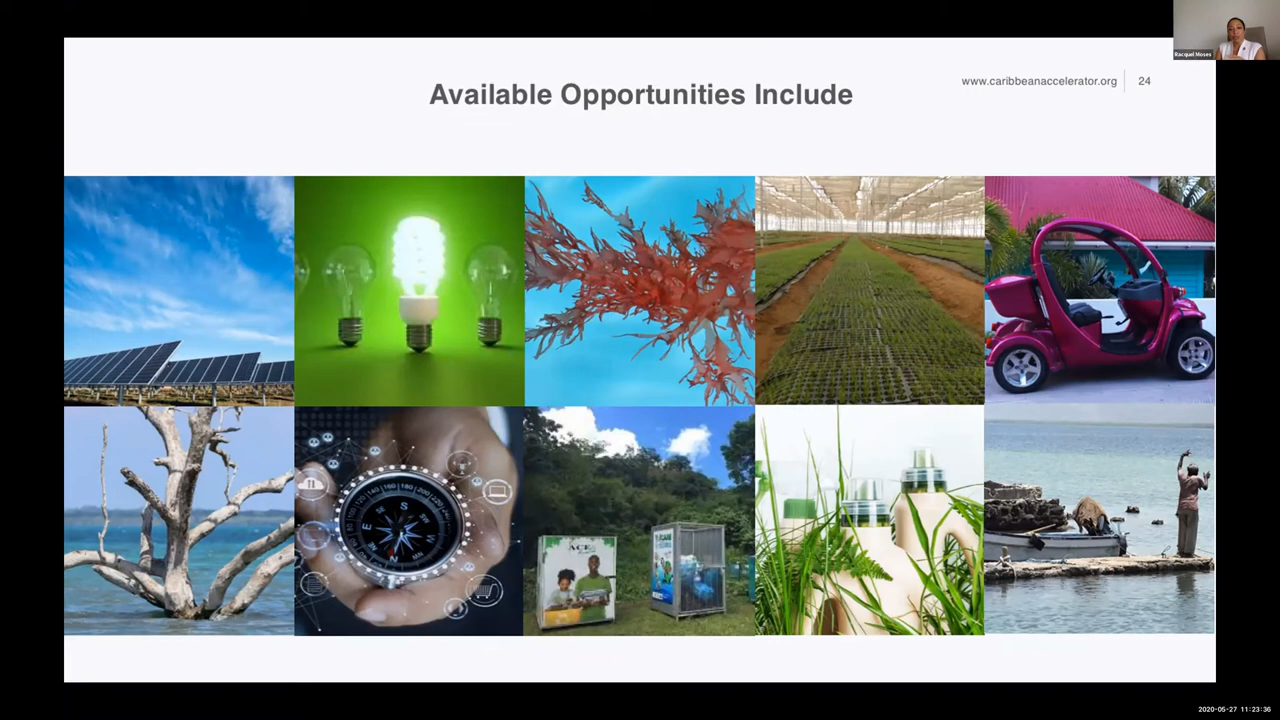 Racquel Moses
www.caribbeanaccelerator.org
24
Available Opportunities Include
2020-05-27 11:23:36